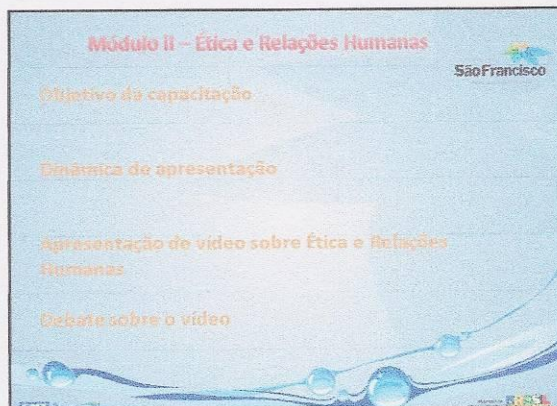 Módulo II – Ética e Relações Humanas
São Francisco
Objetivo da capacitação
Dinâmica de apresentação
Apresentação de vídeo sobre Ética e Relações
Humanas
Debate sobre o vídeo
BRASIL